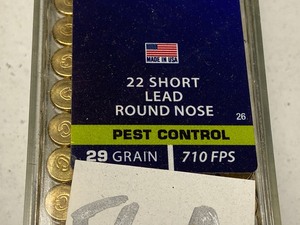 MADE IN USA
22 SHORT
LEAD
ROUND NOSE
26
PEST CONTROL
29 GRAIN 710 FPS